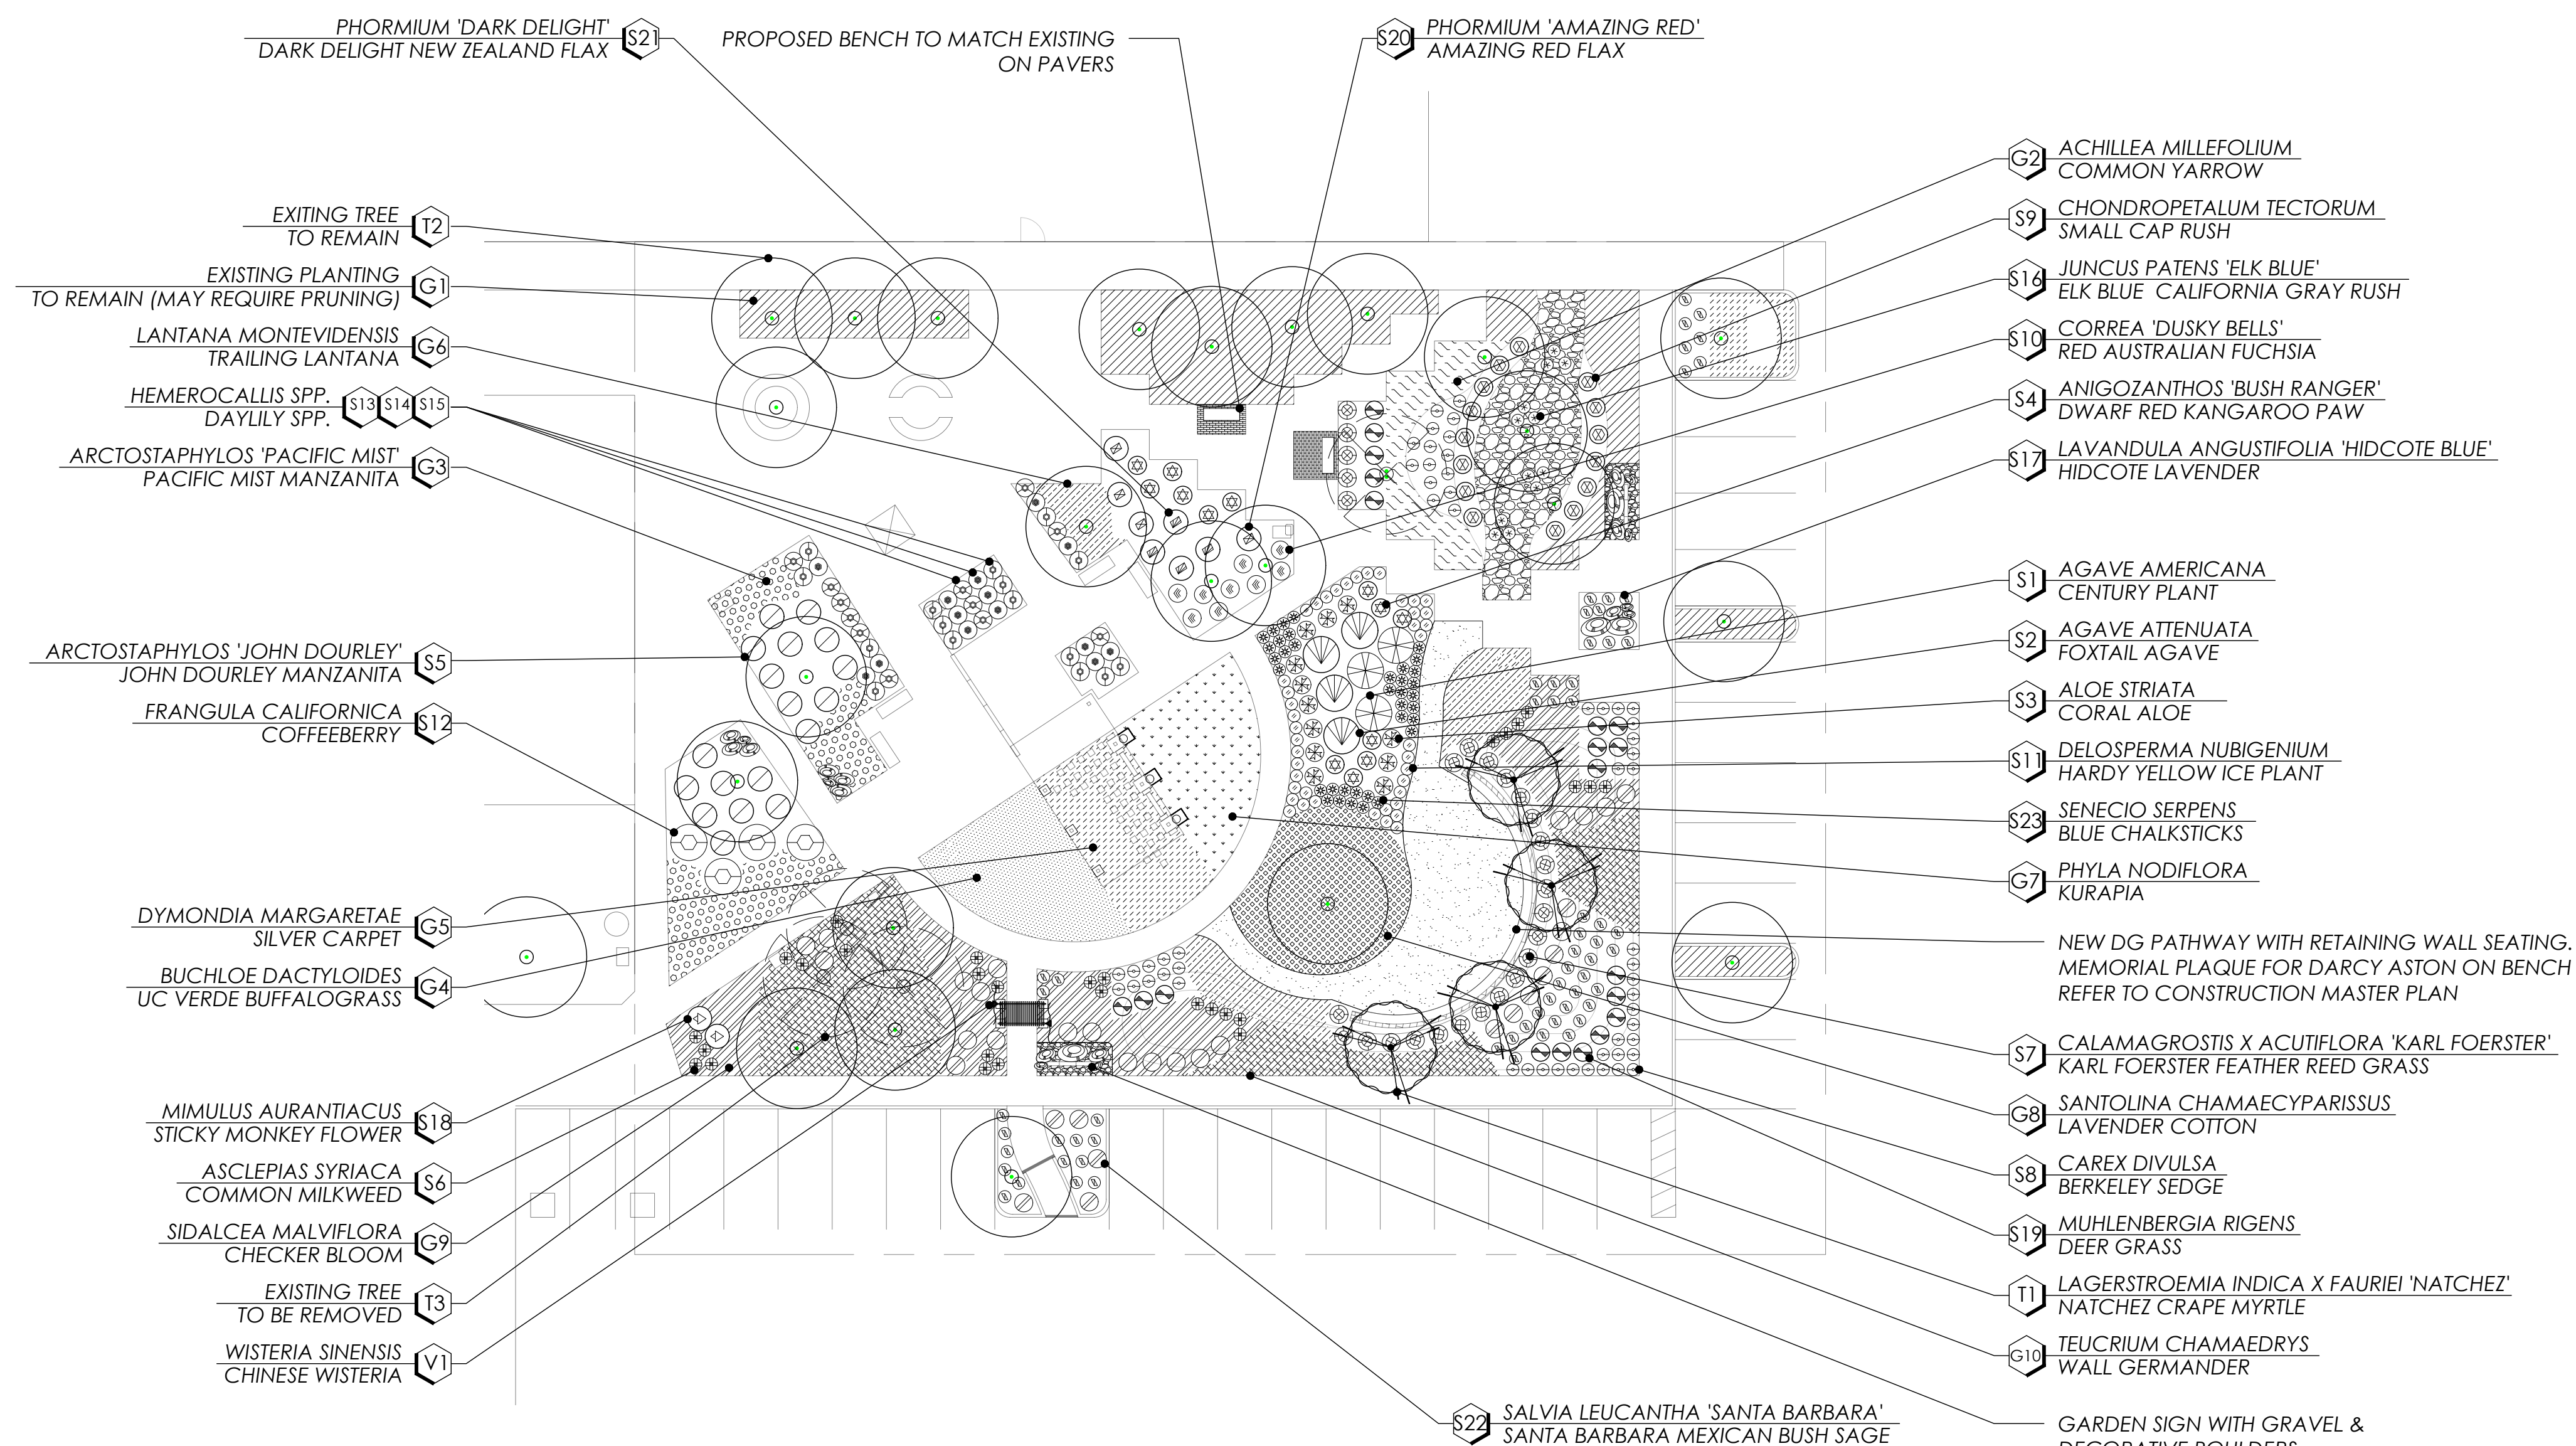 PHORMIUM 'DARK DELIGHT'
DARK DELIGHT NEW ZEALAND FLAX
S21
PROPOSED BENCH TO MATCH EXISTING
ON PAVERS
S20
PHORMIUM 'AMAZING RED'
AMAZING RED FLAX
EXITING TREE
TO REMAIN
T2
EXISTING PLANTING
TO REMAIN (MAY REQUIRE PRUNING)
G1
LANTANA MONTEVIDENSIS
TRAILING LANTANA
G6
HEMEROCALLIS SPP.
DAYLILY SPP.
S13 S14 S15
ARCTOSTAPHYLOS 'PACIFIC MIST'
PACIFIC MIST MANZANITA
G3
ARCTOSTAPHYLOS 'JOHN DOURLEY'
JOHN DOURLEY MANZANITA
S5
FRANGULA CALIFORNICA
COFFEEBERRY
S12
DYMONDIA MARGARETAE
SILVER CARPET
G5
BUCHLOE DACTYLOIDES
UC VERDE BUFFALOGRASS
G4
MIMULUS AURANTIACUS
STICKY MONKEY FLOWER
S18
ASCLEPIAS SYRIACA
COMMON MILKWEED
S6
SIDALCEA MALVIFLORA
CHECKER BLOOM
G9
EXISTING TREE
TO BE REMOVED
T3
WISTERIA SINENSIS
CHINESE WISTERIA
V1
G2
ACHILLEA MILLEFOLIUM
COMMON YARROW
S9
CHONDROPETALUM TECTORUM
SMALL CAP RUSH
S16
JUNCUS PATENS 'ELK BLUE'
ELK BLUE CALIFORNIA GRAY RUSH
S10
CORREA 'DUSKY BELLS'
RED AUSTRALIAN FUCHSIA
S4
ANIGOZANTHOS 'BUSH RANGER'
DWARF RED KANGAROO PAW
S17
LAVANDULA ANGUSTIFOLIA 'HIDCOTE BLUE'
HIDCOTE LAVENDER
S1
AGAVE AMERICANA
CENTURY PLANT
S2
AGAVE ATTENUATA
FOXTAIL AGAVE
S3
ALOE STRIATA
CORAL ALOE
S11
DELOSPERMA NUBIGENIUM
HARDY YELLOW ICE PLANT
S23
SENECIO SERPENS
BLUE CHALKSTICKS
G7
PHYLA NODIFLORA
KURAPIA
NEW DG PATHWAY WITH RETAINING WALL SEATING.
MEMORIAL PLAQUE FOR DARCY ASTON ON BENCH
REFER TO CONSTRUCTION MASTER PLAN
S7
CALAMAGROSTIS X ACUTIFLORA 'KARL FOERSTER'
KARL FOERSTER FEATHER REED GRASS
G8
SANTOLINA CHAMAECYPARISSUS
LAVENDER COTTON
S8
CAREX DIVULSA
BERKELEY SEDGE
S19
MUHLENBERGIA RIGENS
DEER GRASS
T1
LAGERSTROEMIA INDICA X FAURIEI 'NATCHEZ'
NATCHEZ CRAPE MYRTLE
G10
TEUCRIUM CHAMAEDRYS
WALL GERMANDER
S22
SALVIA LEUCANTHA 'SANTA BARBARA'
SANTA BARBARA MEXICAN BUSH SAGE
GARDEN SIGN WITH GRAVEL &
DECORATIVE BOULDERS